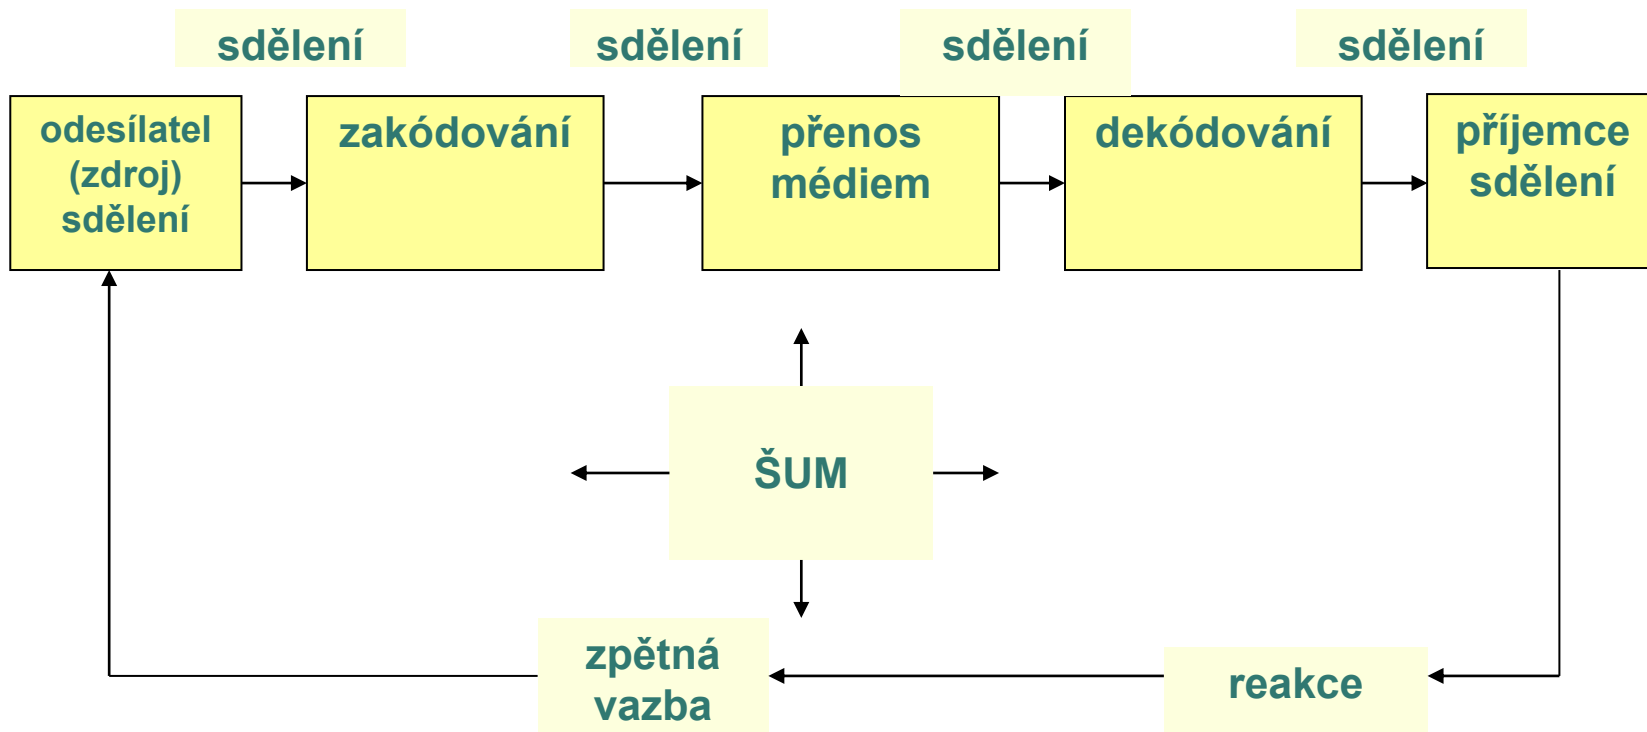 sdělení
sdělení
sdělení
sdělení
odesílatel
(zdroj)
sdělení
zakódování
přenos
médiem
dekódování
příjemce
sdělení
ŠUM
zpětná
vazba
reakce